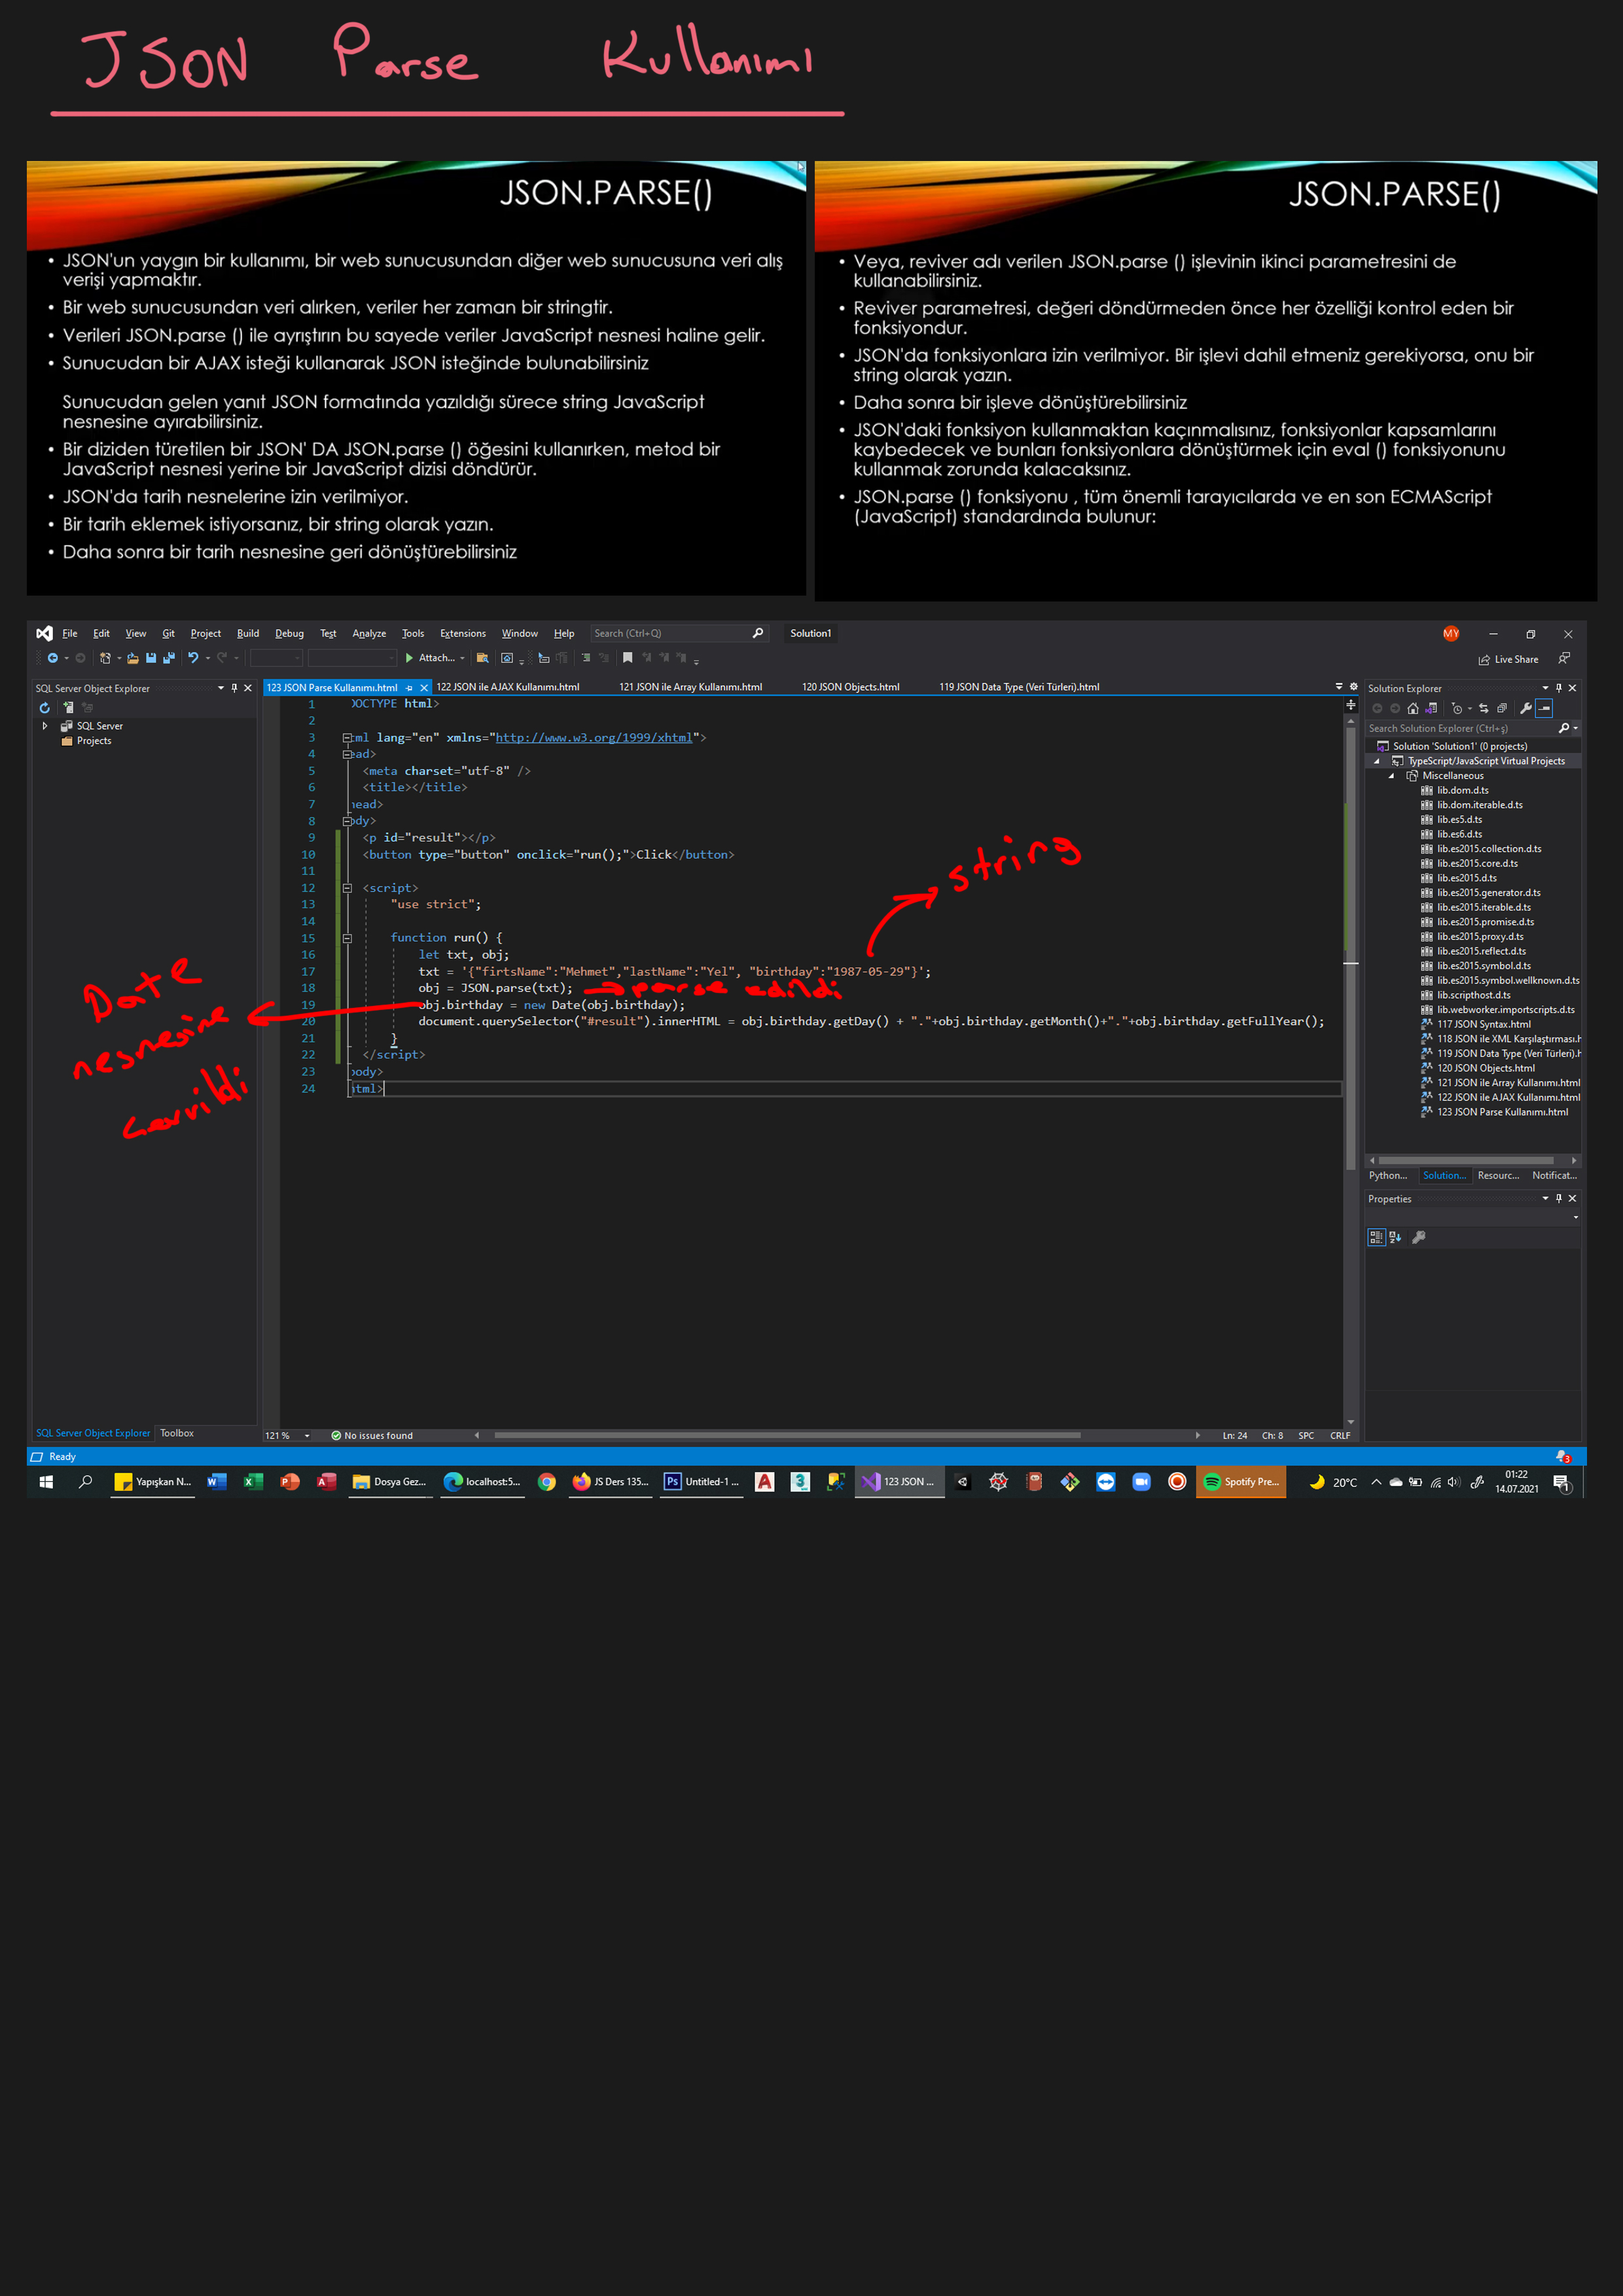 JSON Parse Kullanımı
JSON.PARSE()
• JSON'un yaygın bir kullanımı, bir web sunucusundan diğer web sunucusuna veri alış
verişi yapmaktır.
• Bir web sunucusundan veri alırken, veriler her zaman bir stringtir.
• Verileri JSON.parse () ile ayrıştırın bu sayede veriler JavaScript nesnesi haline gelir.
• Sunucudan bir AJAX isteği kullanarak JSON isteğinde bulunabilirsiniz
Sunucudan gelen yanıt JSON formatında yazıldığı sürece string JavaScript
nesnesine ayırabilirsiniz.
• Bir diziden türetilen bir JSON' DA JSON.parse () öğesini kullanırken, metod bir
JavaScript nesnesi yerine bir JavaScript dizisi döndürür.
• JSON'da tarih nesnelerine izin verilmiyor.
• Bir tarih eklemek istiyorsanız, bir string olarak yazın.
• Daha sonra bir tarih nesnesine geri dönüştürebilirsiniz
JSON.PARSE()
• Veya, reviver adı verilen JSON.parse () işlevinin ikinci parametresini de
kullanabilirsiniz.
• Reviver parametresi, değeri döndürmeden önce her özelliği kontrol eden bir
fonksiyondur.
• JSON'da fonksiyonlara izin verilmiyor. Bir işlevi dahil etmeniz gerekiyorsa, onu bir
string olarak yazın.
• Daha sonra bir işleve dönüştürebilirsiniz
• JSON'daki fonksiyon kullanmaktan kaçınmalısınız, fonksiyonlar kapsamlarını
kaybedecek ve bunları fonksiyonlara dönüştürmek için eval () fonksiyonunu
kullanmak zorunda kalacaksınız.
• JSON.parse () fonksiyonu , tüm önemli tarayıcılarda ve en son ECMAScript
(JavaScript) standardında bulunur:
File Edit View Git Project Build Debug Test Analyze Tools Extensions Window Help Search (Ctrl+Q) Solution1 MY
Attach... Live Share
SQL Server Object Explorer
SQL Server
Projects
123 JSON Parse Kullanımı.html 122 JSON ile AJAX Kullanımı.html 121 JSON ile Array Kullanımı.html 120 JSON Objects.html 119 JSON Data Type (Veri Türleri).html
1 OCTYPE html>
2
3 ml lang="en" xmlns="http://www.w3.org/1999/xhtml">
4 ead>
5 <meta charset="utf-8" />
6 <title></title>
7 head>
8 ody>
9 <p id="result"></p>
10 <button type="button" onclick="run();">Click</button>
11
12 <script>
13 "use strict";
14
15 function run() {
16 let txt, obj;
17 txt = '{"firtsName":"Mehmet","lastName":"Yel", "birthday":"1987-05-29"}';
18 obj = JSON.parse(txt);
19 obj.birthday = new Date(obj.birthday);
20 document.querySelector("#result").innerHTML = obj.birthday.getDay() + "."+obj.birthday.getMonth()+"."+obj.birthday.getFullYear();
21 }
22 </script>
23 body>
24 html>
string
parse edildi
Date
nesnesine
çevrildi
Solution Explorer
Search Solution Explorer (Ctrl+ş)
Solution 'Solution1' (0 projects)
TypeScript/JavaScript Virtual Projects
Miscellaneous
lib.dom.d.ts
lib.dom.iterable.d.ts
lib.es5.d.ts
lib.es6.d.ts
lib.es2015.collection.d.ts
lib.es2015.core.d.ts
lib.es2015.d.ts
lib.es2015.generator.d.ts
lib.es2015.iterable.d.ts
lib.es2015.promise.d.ts
lib.es2015.proxy.d.ts
lib.es2015.reflect.d.ts
lib.es2015.symbol.d.ts
lib.es2015.symbol.wellknown.d.ts
lib.scripthost.d.ts
lib.webworker.importscripts.d.ts
117 JSON Syntax.html
118 JSON ile XML Karşılaştırması.h
119 JSON Data Type (Veri Türleri).h
120 JSON Objects.html
121 JSON ile Array Kullanımı.html
122 JSON ile AJAX Kullanımı.html
123 JSON Parse Kullanımı.html
Python... Solution... Resourc... Notificat...
Properties
SQL Server Object Explorer Toolbox
121 % No issues found Ln: 24 Ch: 8 SPC CRLF
Ready 3
Yapışkan N... Dosya Gez... localhost:5... JS Ders 135... Ps Untitled-1 ... 123 JSON ... Spotify Pre... 20°C 01:22
14.07.2021 1